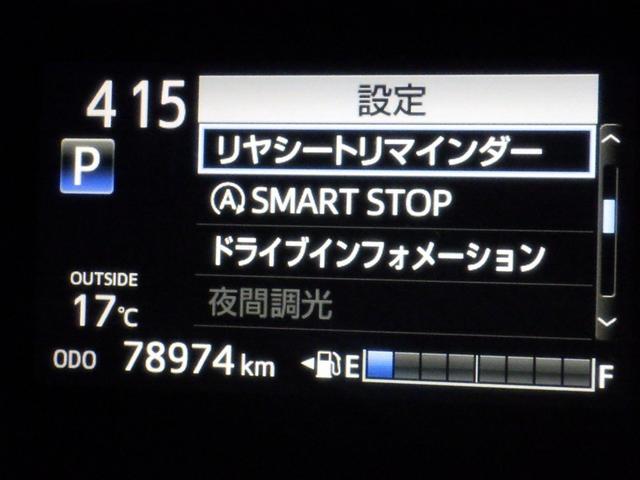 4 15
設定
P
リヤシートリマインダー
Ⓐ SMART STOP
ドライブインフォメーション
OUTSIDE
17℃
夜間調光
ODO 78974 km
E F